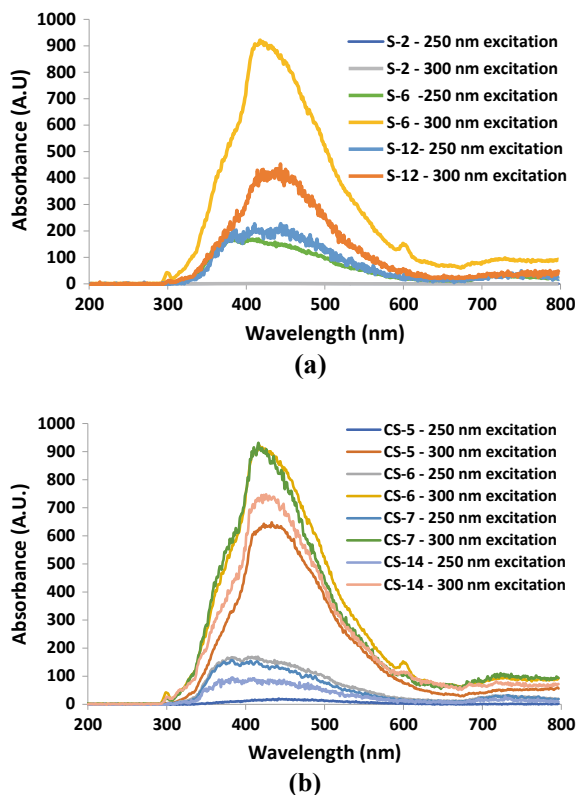 1000
900
800
700
600
500
400
300
200
100
0
Absorbance (A.U)
S-2 - 250 nm excitation
S-2 - 300 nm excitation
S-6 -250 nm excitation
S-6 - 300 nm excitation
S-12- 250 nm excitation
S-12 - 300 nm excitation
200 300 400 500 600 700 800
Wavelength (nm)
(a)
1000
900
800
700
600
500
400
300
200
100
0
Absorbance (A.U.)
CS-5 - 250 nm excitation
CS-5 - 300 nm excitation
CS-6 - 250 nm excitation
CS-6 - 300 nm excitation
CS-7 - 250 nm excitation
CS-7 - 300 nm excitation
CS-14 - 250 nm excitation
CS-14 - 300 nm excitation
200 300 400 500 600 700 800
Wavelength (nm)
(b)